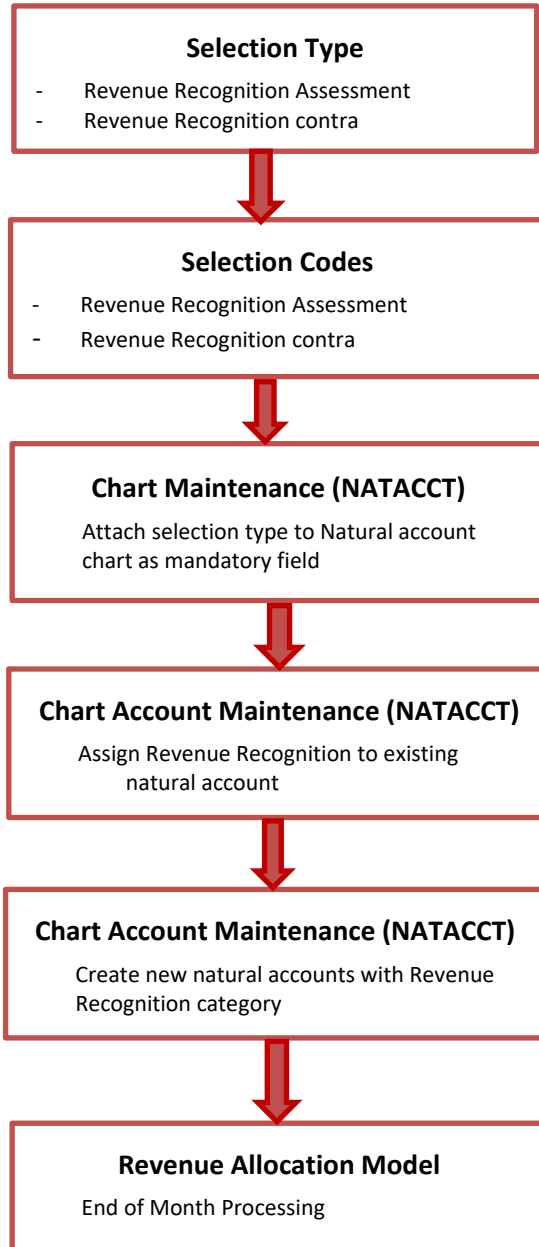 Selection Type
- Revenue Recognition Assessment
- Revenue Recognition contra
Selection Codes
- Revenue Recognition Assessment
- Revenue Recognition contra
Chart Maintenance (NATACCT)
Attach selection type to Natural account
chart as mandatory field
Chart Account Maintenance (NATACCT)
Assign Revenue Recognition to existing
natural account
Chart Account Maintenance (NATACCT)
Create new natural accounts with Revenue
Recognition category
Revenue Allocation Model
End of Month Processing